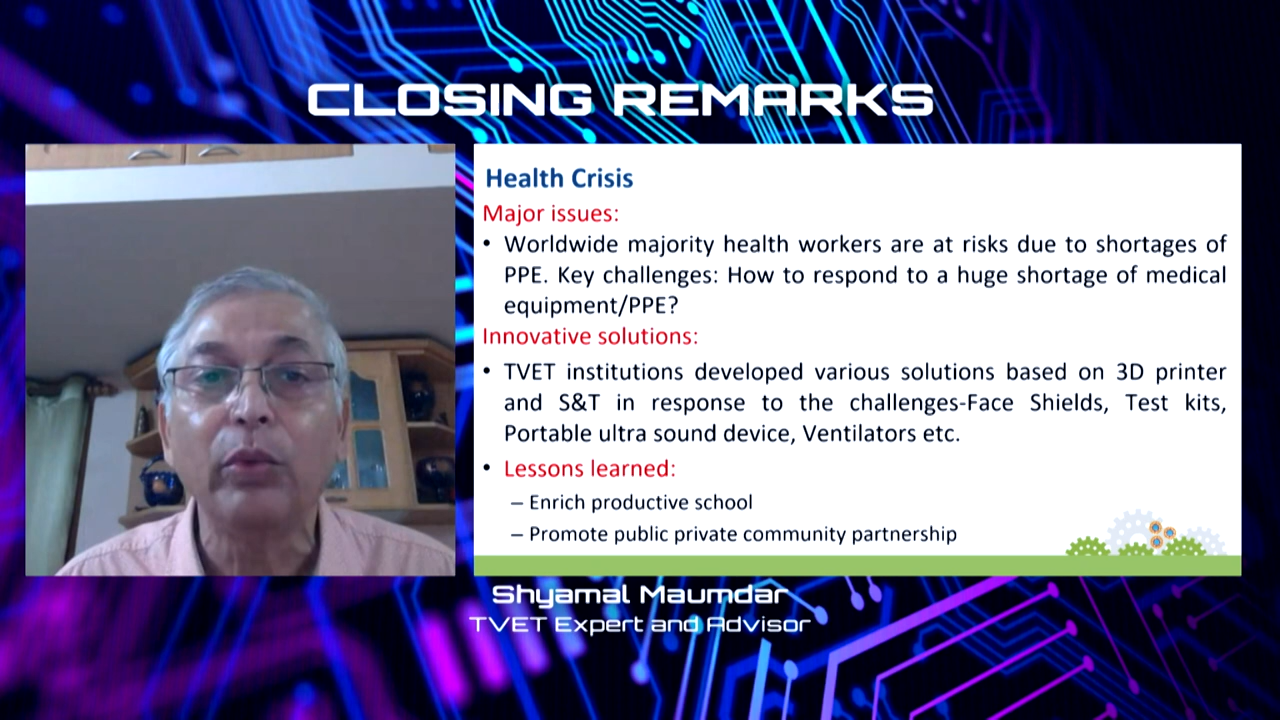 CLOSING REMARKS
Health Crisis
Major issues:
• Worldwide majority health workers are at risks due to shortages of
PPE. Key challenges: How to respond to a huge shortage of medical
equipment/PPE?
Innovative solutions:
• TVET institutions developed various solutions based on 3D printer
and S&T in response to the challenges-Face Shields, Test kits,
Portable ultra sound device, Ventilators etc.
• Lessons learned:
– Enrich productive school
– Promote public private community partnership
Shyamal Maumdar
TVET Expert and Advisor